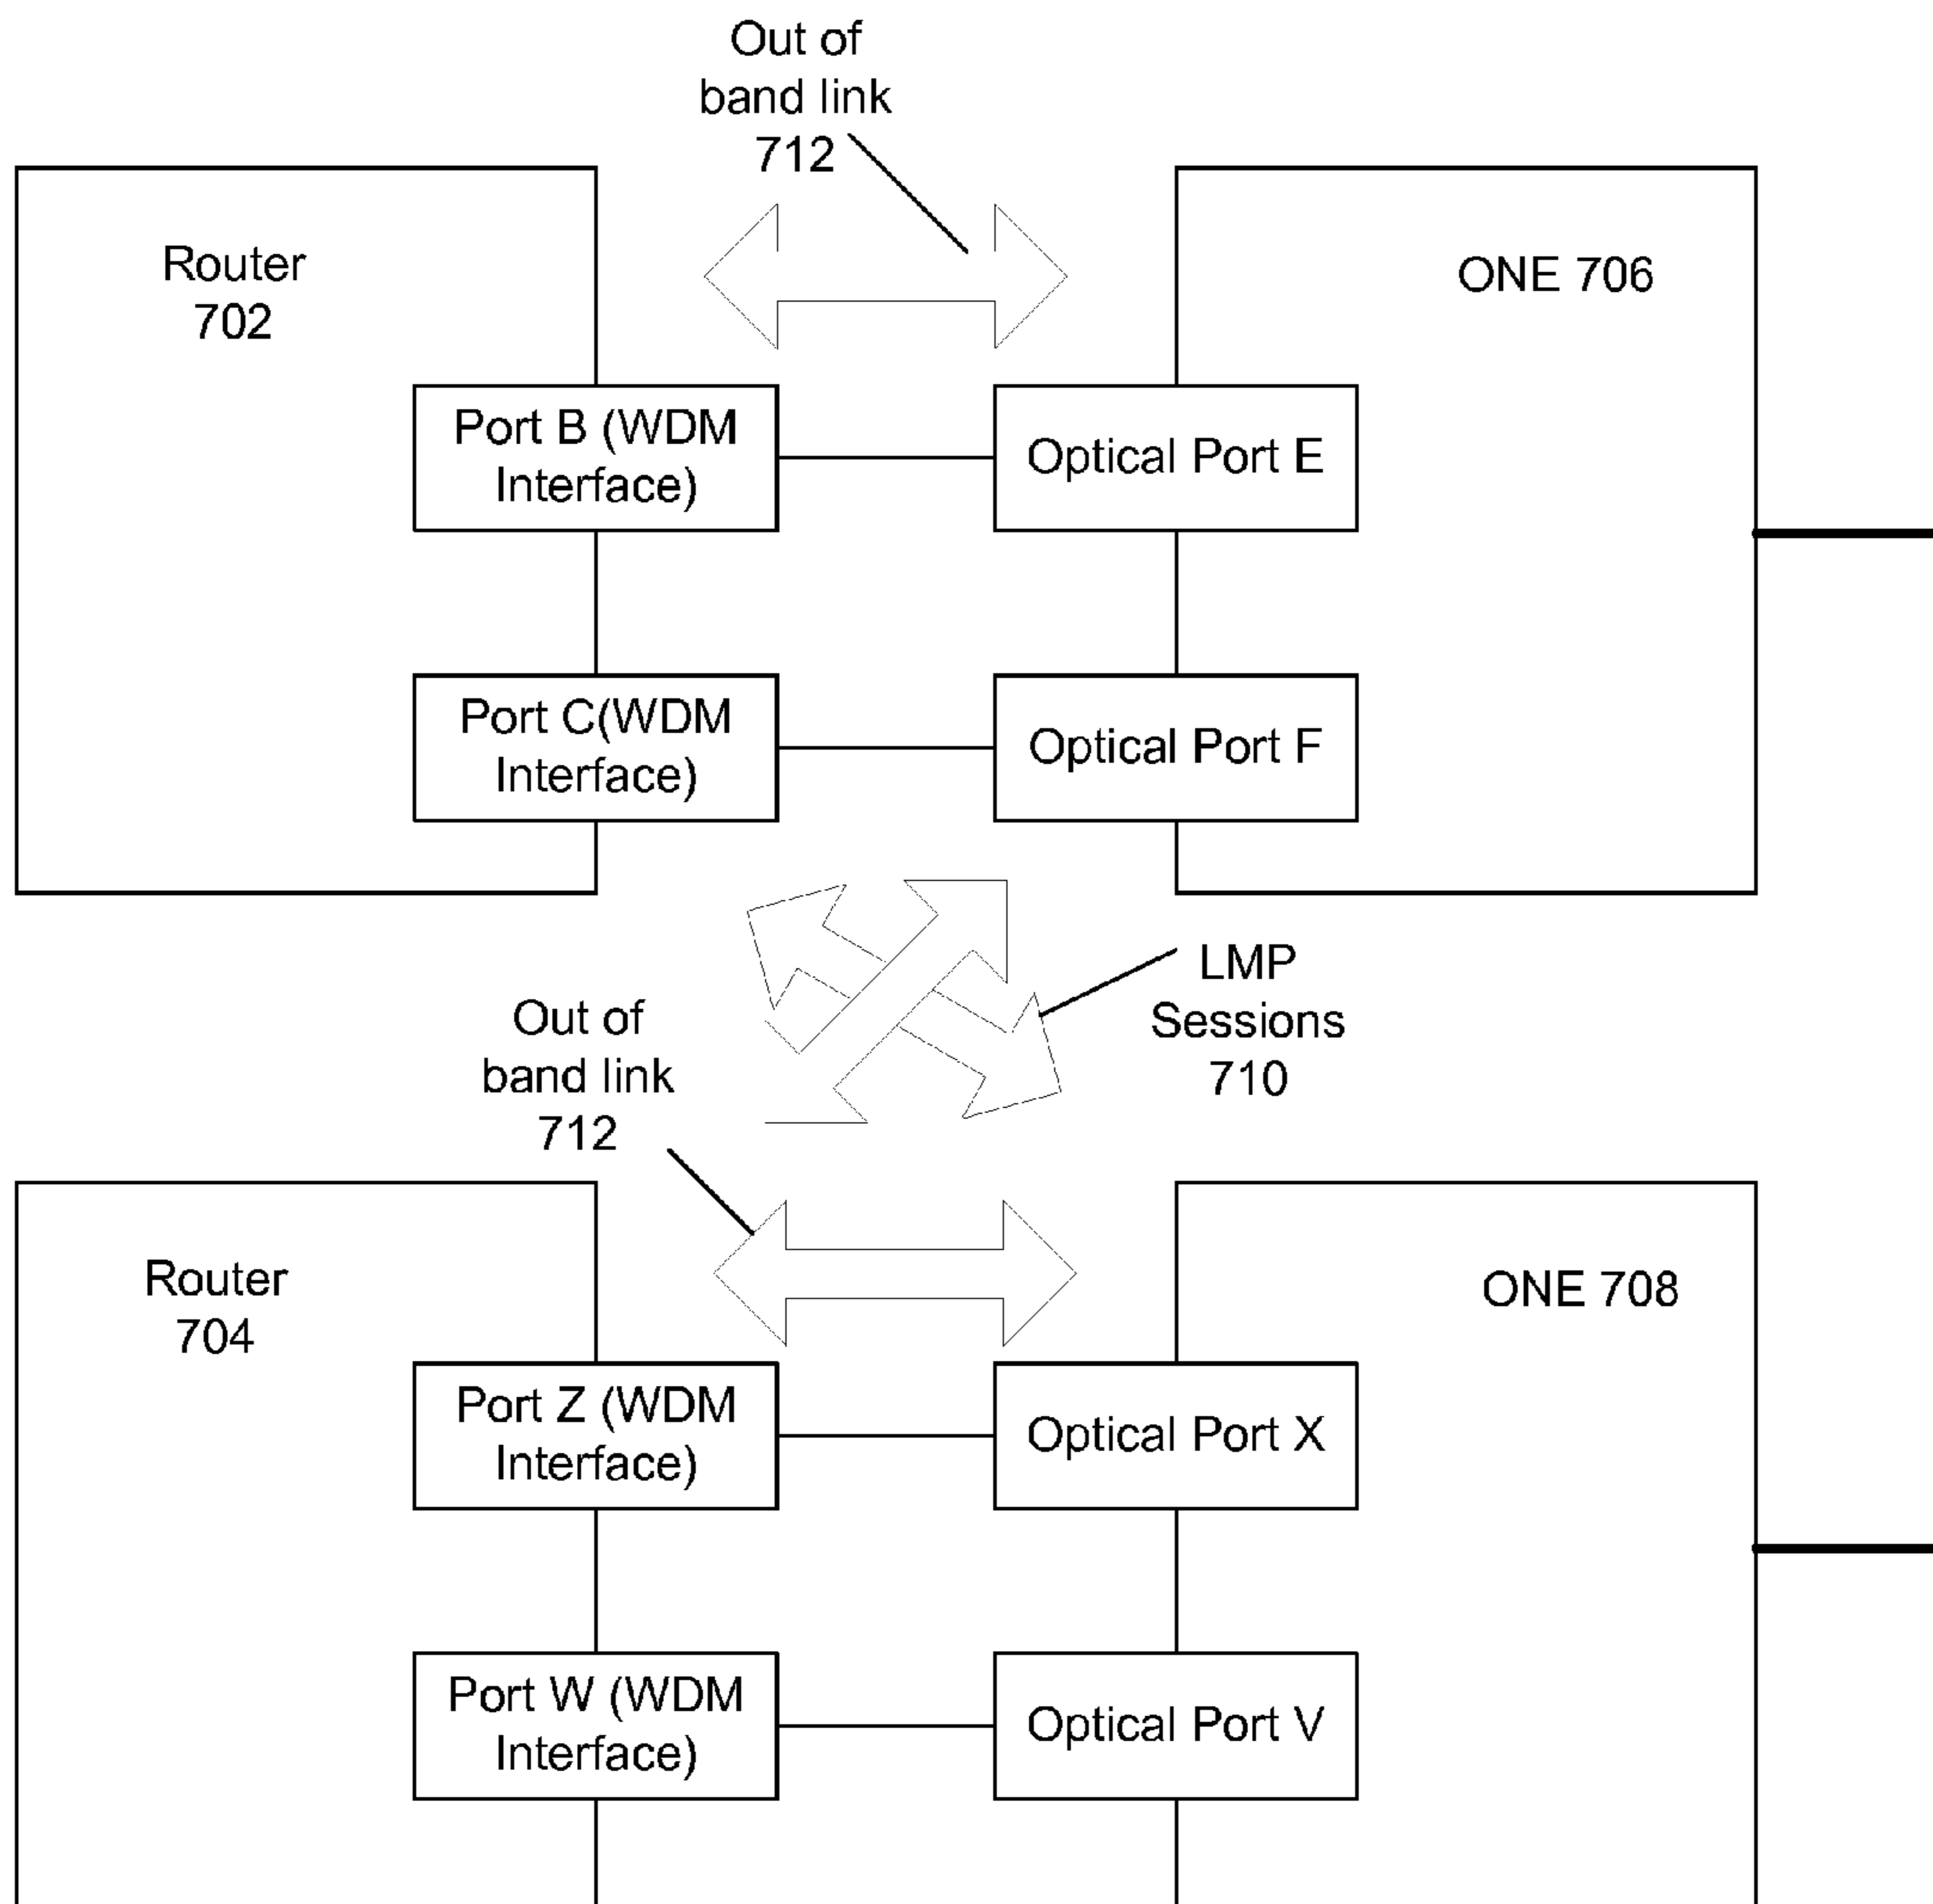 Out of
band link
712
Router
702
ONE 706
Port B (WDM
Interface)
Optical Port E
Port C(WDM
Interface)
Optical Port F
LMP
Sessions
710
Out of
band link
712
Router
704
ONE 708
Port Z (WDM
Interface)
Optical Port X
Port W (WDM
Interface)
Optical Port V